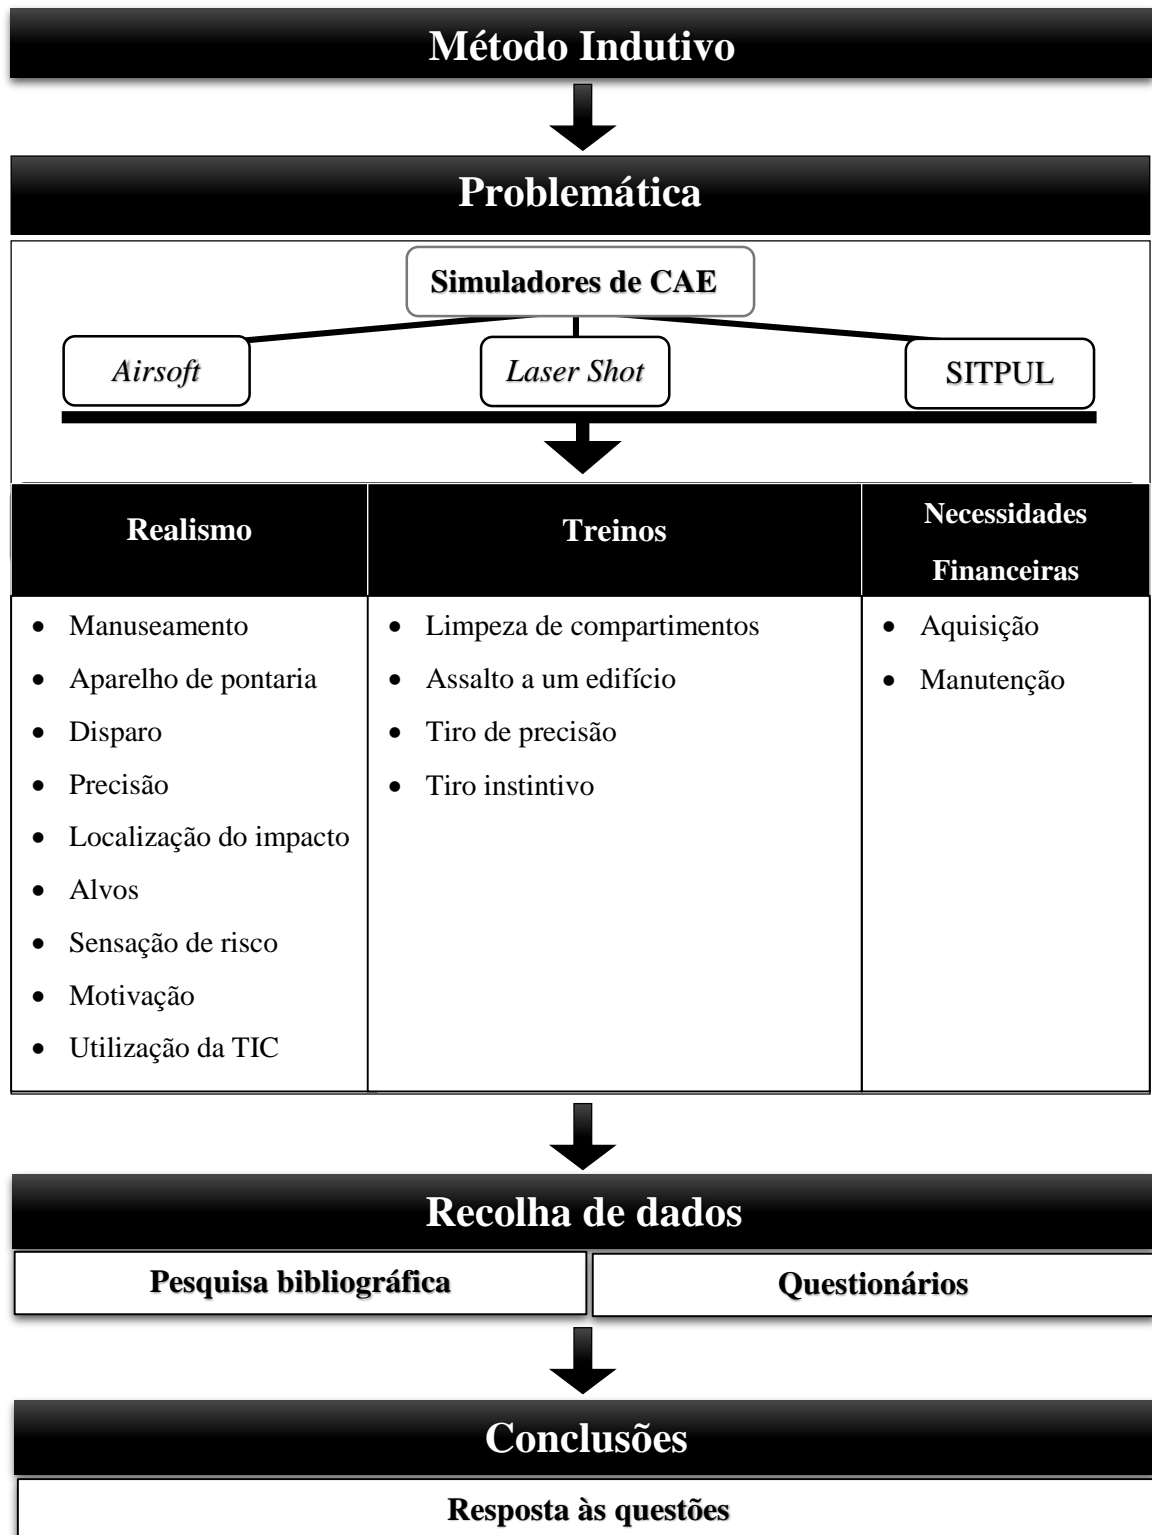 Método Indutivo
Problemática
Simuladores de CAE
Airsoft
Laser Shot
SITPUL
Realismo
Treinos
Necessidades
Financeiras
• Manuseamento
• Aparelho de pontaria
• Disparo
• Precisão
• Localização do impacto
• Alvos
• Sensação de risco
• Motivação
• Utilização da TIC
• Limpeza de compartimentos
• Assalto a um edifício
• Tiro de precisão
• Tiro instintivo
• Aquisição
• Manutenção
Recolha de dados
Pesquisa bibliográfica
Questionários
Conclusões
Resposta às questões